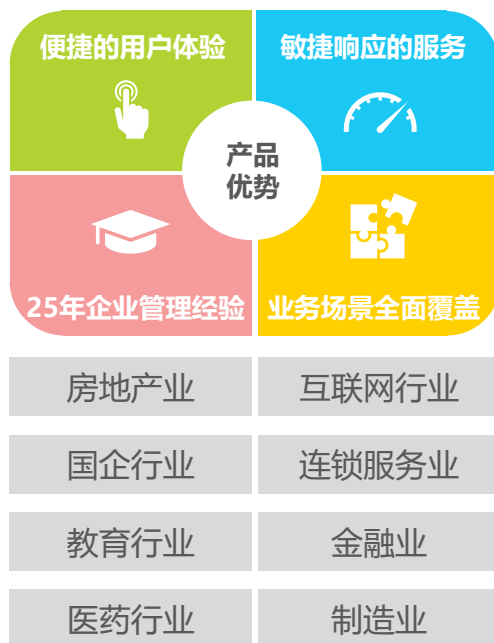 便捷的用户体验
敏捷响应的服务
产品
优势
25年企业管理经验
业务场景全面覆盖
房地产业
互联网行业
国企行业
连锁服务业
教育行业
金融业
医药行业
制造业